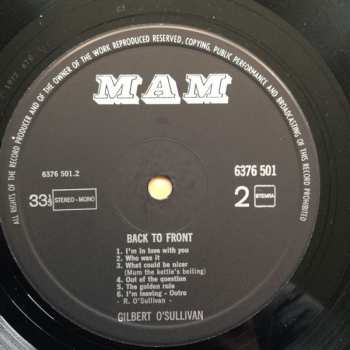 ALL RIGHTS OF THE RECORD PRODUCER AND OF THE OWNER OF THE WORK REPRODUCED RESERVED. COPYING, PUBLIC PERFORMANCE AND BROADCASTING OF THIS RECORD PROHIBITED
MAM
6376 501.2
6376 501
33⅓
STEREO-MONO
2
STEMRA
BACK TO FRONT
1. I'm in love with you
2. Who was it
3. What could be nicer
(Mum the kettle's boiling)
4. Out of the question
5. The golden rule
6. I'm leaving - Outro
- R. O'Sullivan -
GILBERT O'SULLIVAN